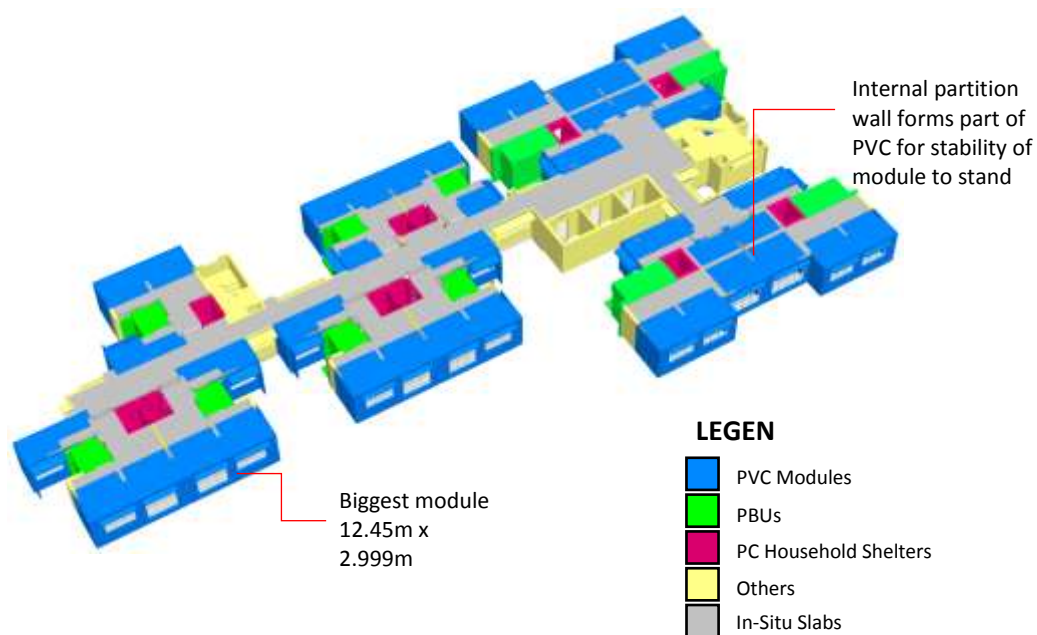 Internal partition
wall forms part of
PVC for stability of
module to stand
Biggest module
12.45m x
2.999m
LEGEN
PVC Modules
PBUs
PC Household Shelters
Others
In-Situ Slabs